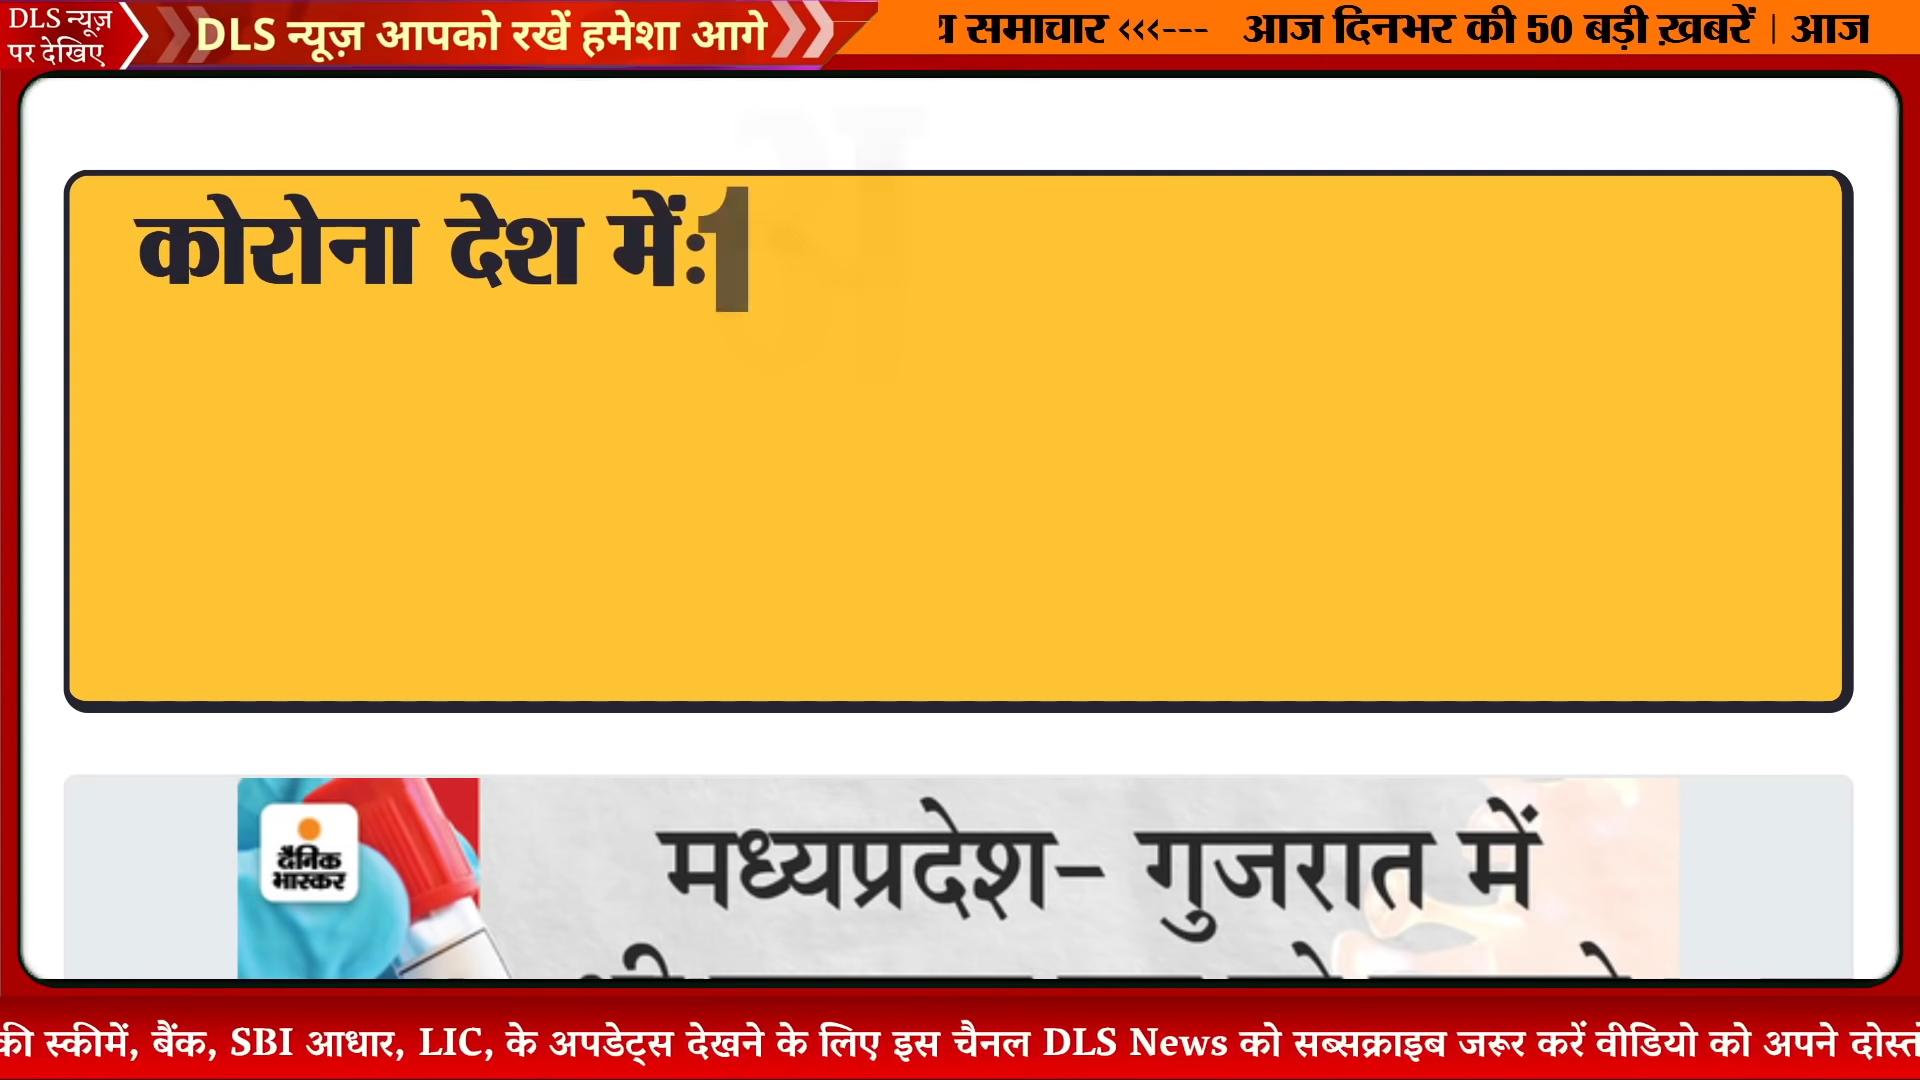 DLS न्यूज़
पर देखिए
DLS न्यूज़ आपको रखें हमेशा आगे
समाचार <<<--- आज दिनभर की 50 बड़ी ख़बरें | आज
कोरोना देश में:1
दैनिक
भास्कर
मध्यप्रदेश- गुजरात में
की स्कीमें, बैंक, SBI आधार, LIC, के अपडेट्स देखने के लिए इस चैनल DLS News को सब्सक्राइब जरूर करें वीडियो को अपने